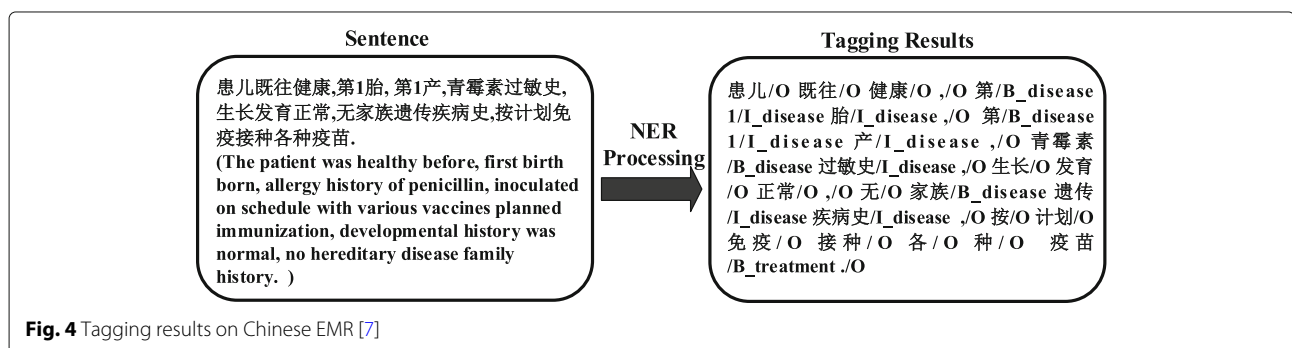 Sentence
患儿既往健康,第1胎, 第1产,青霉素过敏史,
生长发育正常,无家族遗传疾病史,按计划免
疫接种各种疫苗.
(The patient was healthy before, first birth
born, allergy history of penicillin, inoculated
on schedule with various vaccines planned
immunization, developmental history was
normal, no hereditary disease family
history. )
NER
Processing
Tagging Results
患儿/O 既往/O 健康/O ,/O 第/B_disease
1/I_disease 胎/I_disease ,/O 第/B_disease
1/I_disease 产/I_disease ,/O 青霉素
/B_disease 过敏史/I_disease ,/O 生长/O 发育
/O 正常/O ,/O 无/O 家族/B_disease 遗传
/I_disease 疾病史/I_disease ,/O 按/O 计划/O
免疫/O 接种/O 各/O 种/O 疫苗
/B_treatment ./O
Fig. 4 Tagging results on Chinese EMR [7]